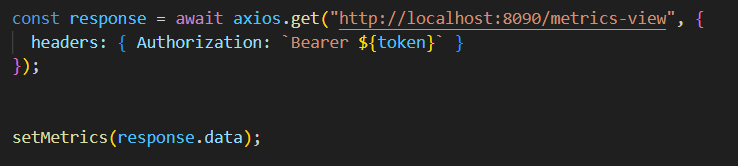 const response = await axios.get("http://localhost:8090/metrics-view", {
headers: { Authorization: `Bearer ${token}` }
});
setMetrics(response.data);